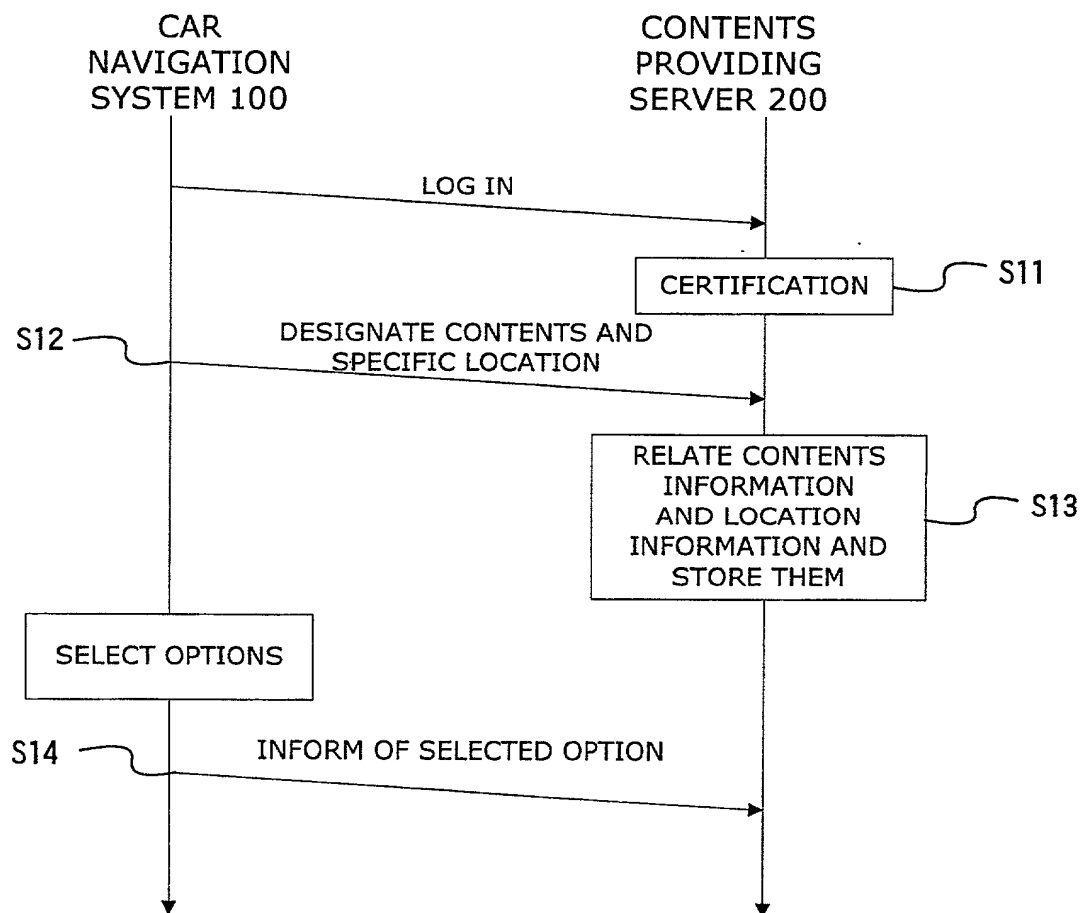 CAR
NAVIGATION
SYSTEM 100
CONTENTS
PROVIDING
SERVER 200
LOG IN
CERTIFICATION
S11
S12
DESIGNATE CONTENTS AND
SPECIFIC LOCATION
RELATE CONTENTS
INFORMATION
AND LOCATION
INFORMATION AND
STORE THEM
S13
SELECT OPTIONS
S14
INFORM OF SELECTED OPTION